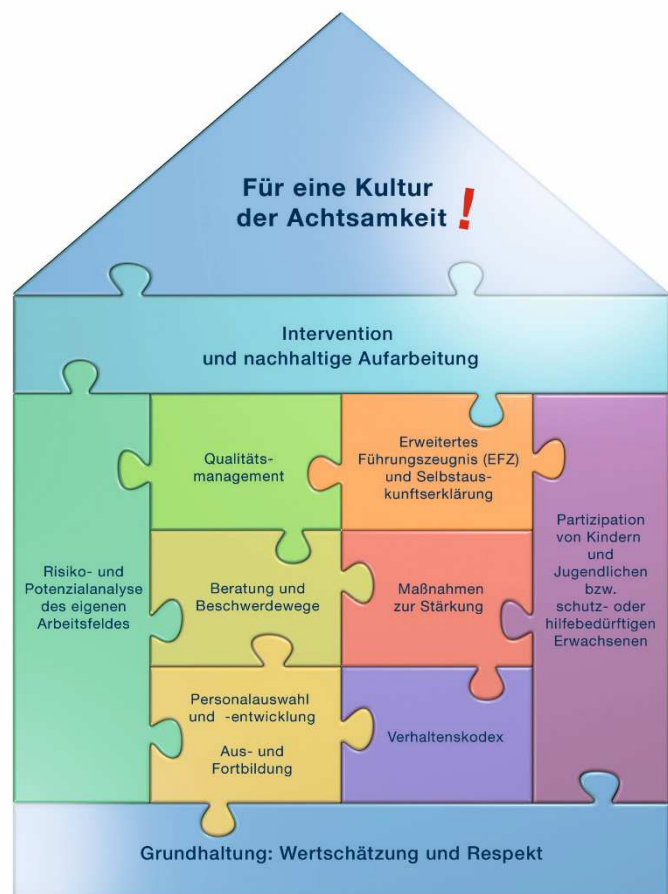 Für eine Kultur
der Achtsamkeit !
Intervention
und nachhaltige Aufarbeitung
Risiko- und
Potenzialanalyse
des eigenen
Arbeitsfeldes
Qualitäts-
management
Erweitertes
Führungszeugnis (EFZ)
und Selbstaus-
kunftserklärung
Partizipation
von Kindern
und
Jugendlichen
bzw.
schutz- oder
hilfebedürftigen
Erwachsenen
Beratung und
Beschwerdewege
Maßnahmen
zur Stärkung
Personalauswahl
und -entwicklung
Aus- und
Fortbildung
Verhaltenskodex
Grundhaltung: Wertschätzung und Respekt